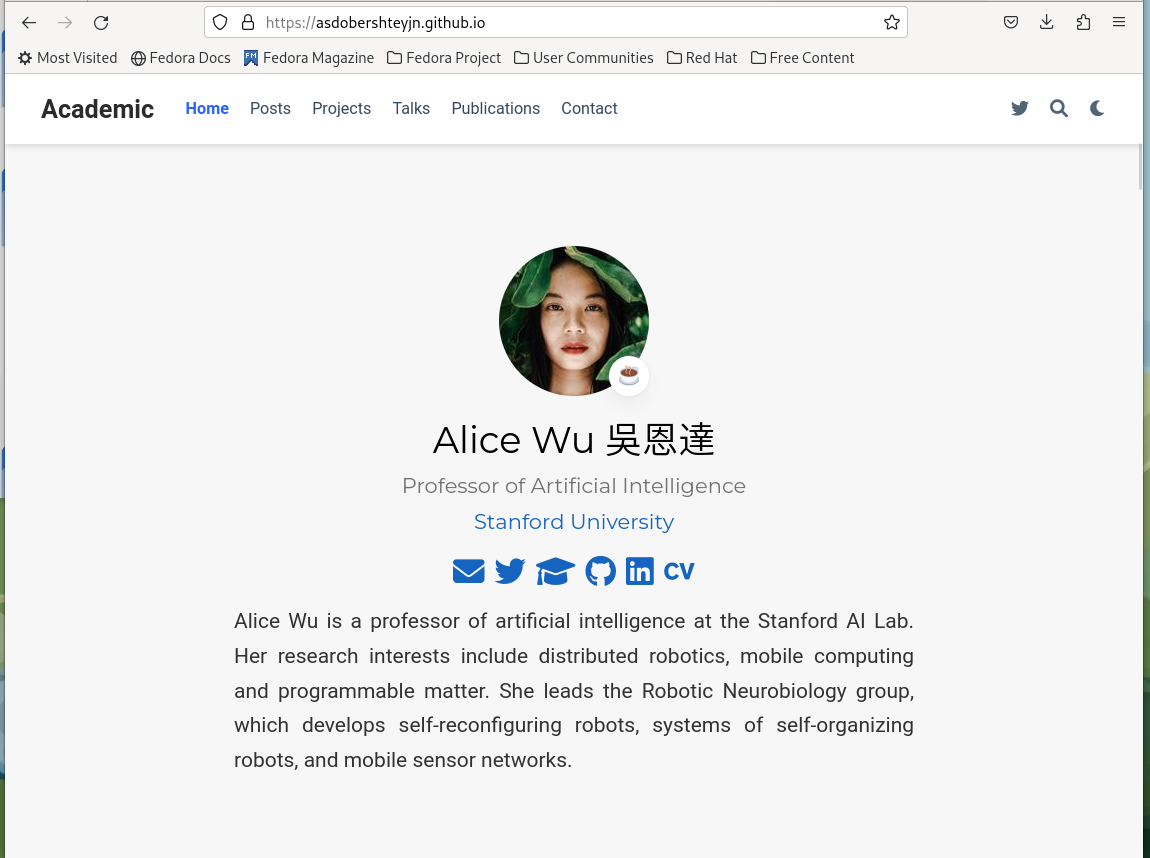 https://asdobershteyjn.github.io
Most Visited Fedora Docs FM Fedora Magazine Fedora Project User Communities Red Hat Free Content
Academic Home Posts Projects Talks Publications Contact
Alice Wu 吳恩達
Professor of Artificial Intelligence
Stanford University
CV
Alice Wu is a professor of artificial intelligence at the Stanford AI Lab.
Her research interests include distributed robotics, mobile computing
and programmable matter. She leads the Robotic Neurobiology group,
which develops self-reconfiguring robots, systems of self-organizing
robots, and mobile sensor networks.